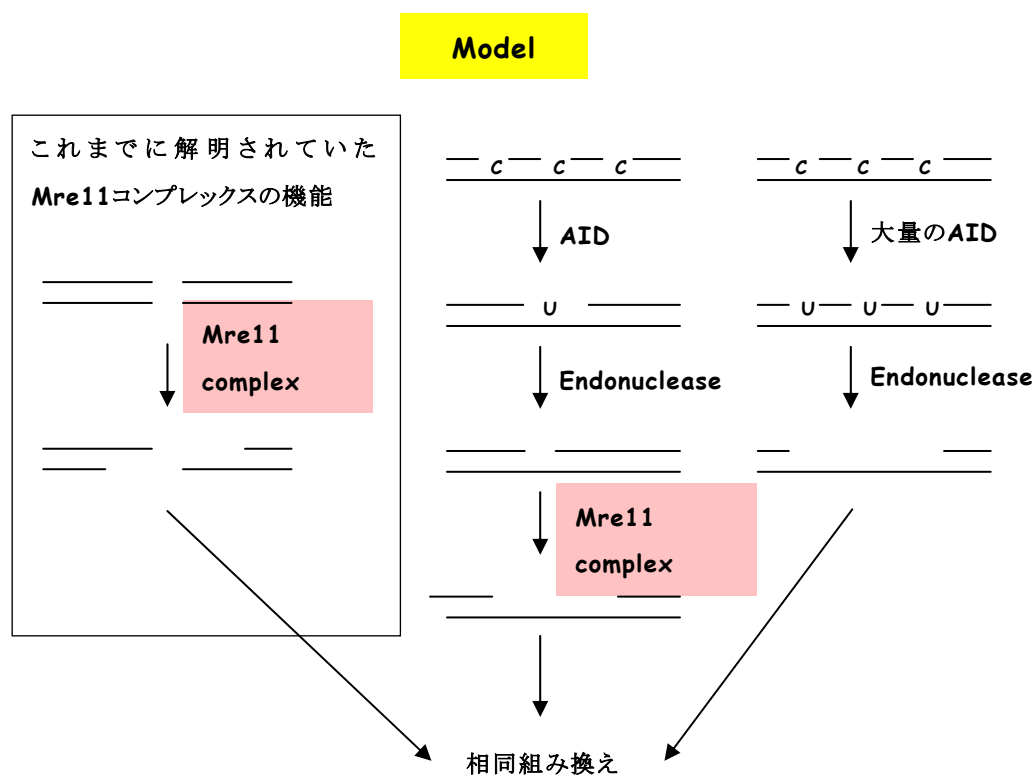 Model
これまでに解明されていた
Mre11コンプレックスの機能
Mre11
complex
C C C
AID
U
Endonuclease
Mre11
complex
C C C
大量のAID
U U U
Endonuclease
相同組み換え